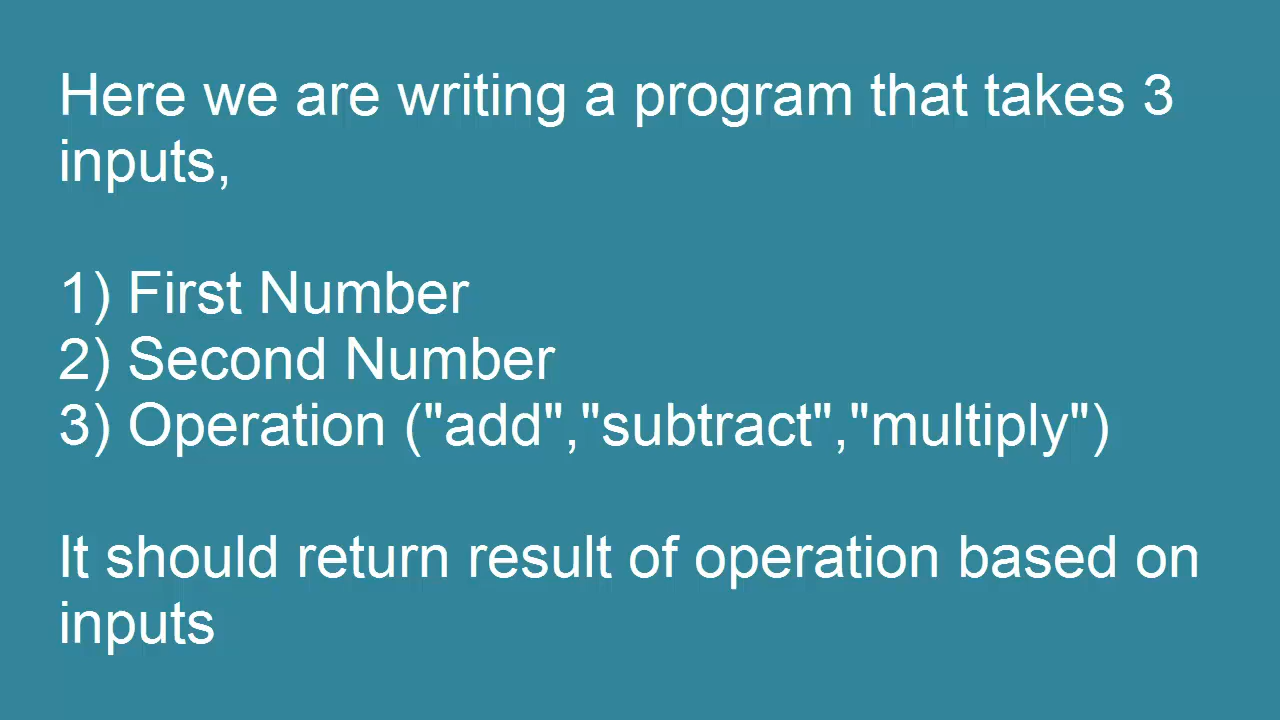 Here we are writing a program that takes 3
inputs,
1) First Number
2) Second Number
3) Operation ("add","subtract","multiply")
It should return result of operation based on
inputs